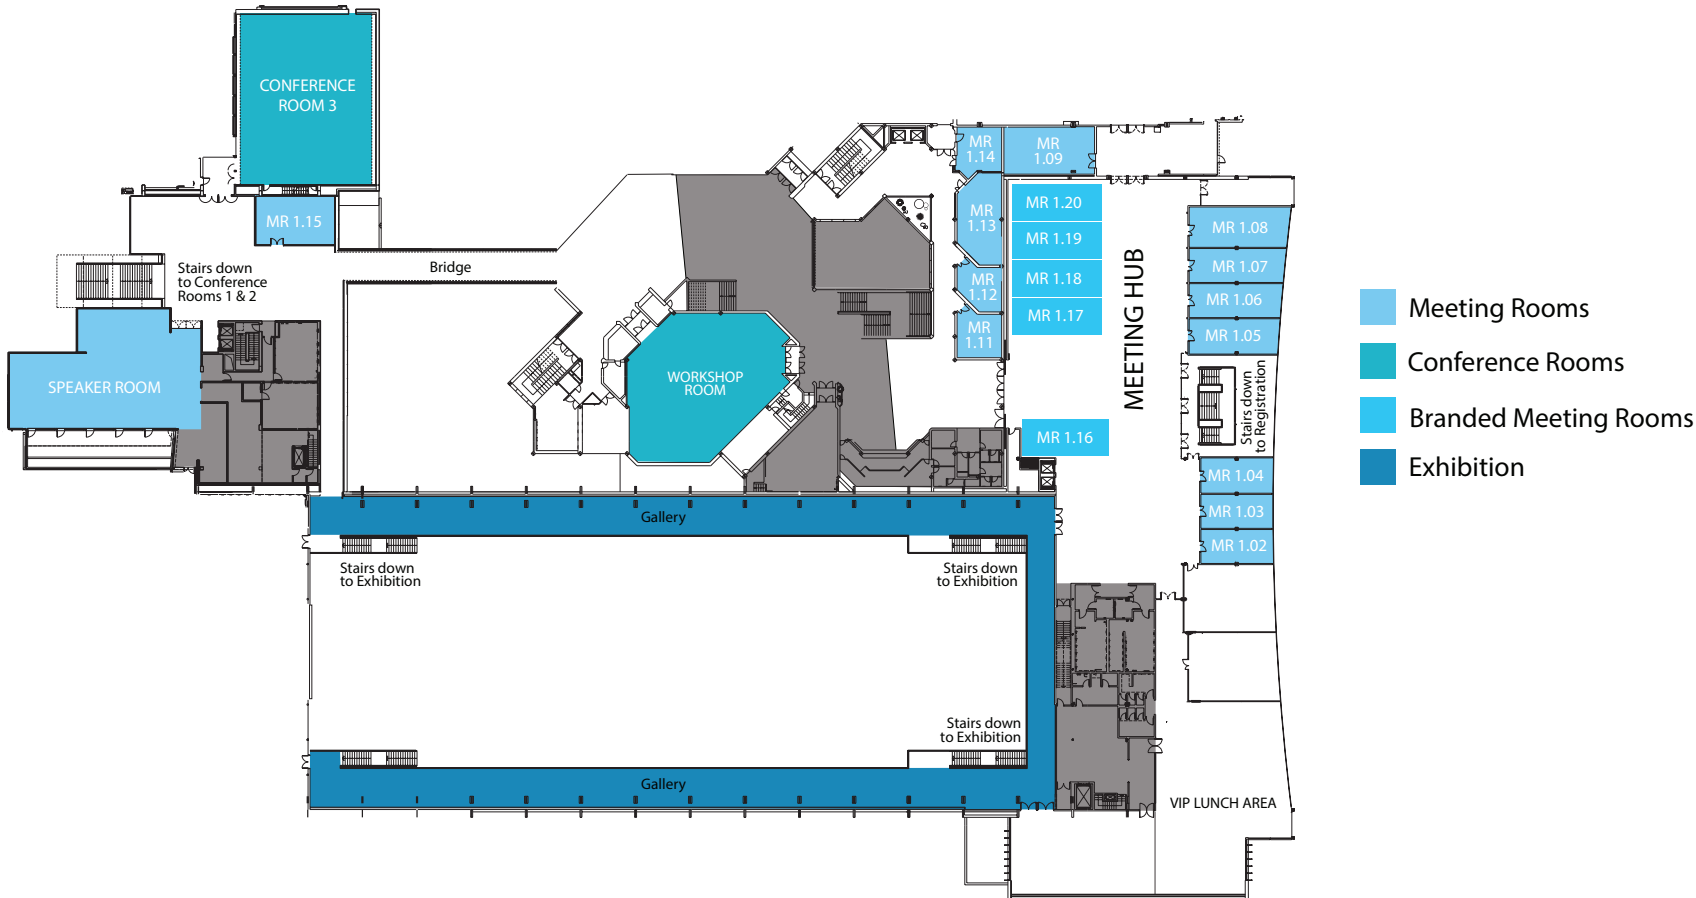 CONFERENCE
ROOM 3
MR 1.15
Stairs down
to Conference
Rooms 1 & 2
Bridge
SPEAKER ROOM
WORKSHOP
ROOM
MR
1.14
MR
1.09
MR
1.13
MR
1.12
MR
1.11
MR 1.20
MR 1.19
MR 1.18
MR 1.17
MR 1.16
MEETING HUB
MR 1.08
MR 1.07
MR 1.06
MR 1.05
Stairs down
to Registration
MR 1.04
MR 1.03
MR 1.02
Gallery
Stairs down
to Exhibition
Stairs down
to Exhibition
Stairs down
to Exhibition
Gallery
VIP LUNCH AREA
Meeting Rooms
Conference Rooms
Branded Meeting Rooms
Exhibition